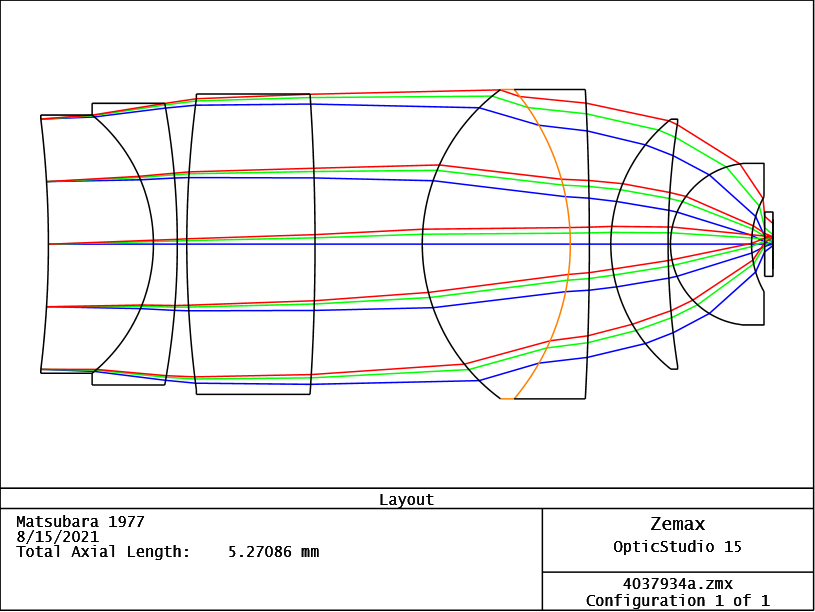 Layout
Matsubara 1977
8/15/2021
Total Axial Length:    5.27086 mm
Zemax
OpticStudio 15
4037934a.zmx
Configuration 1 of 1